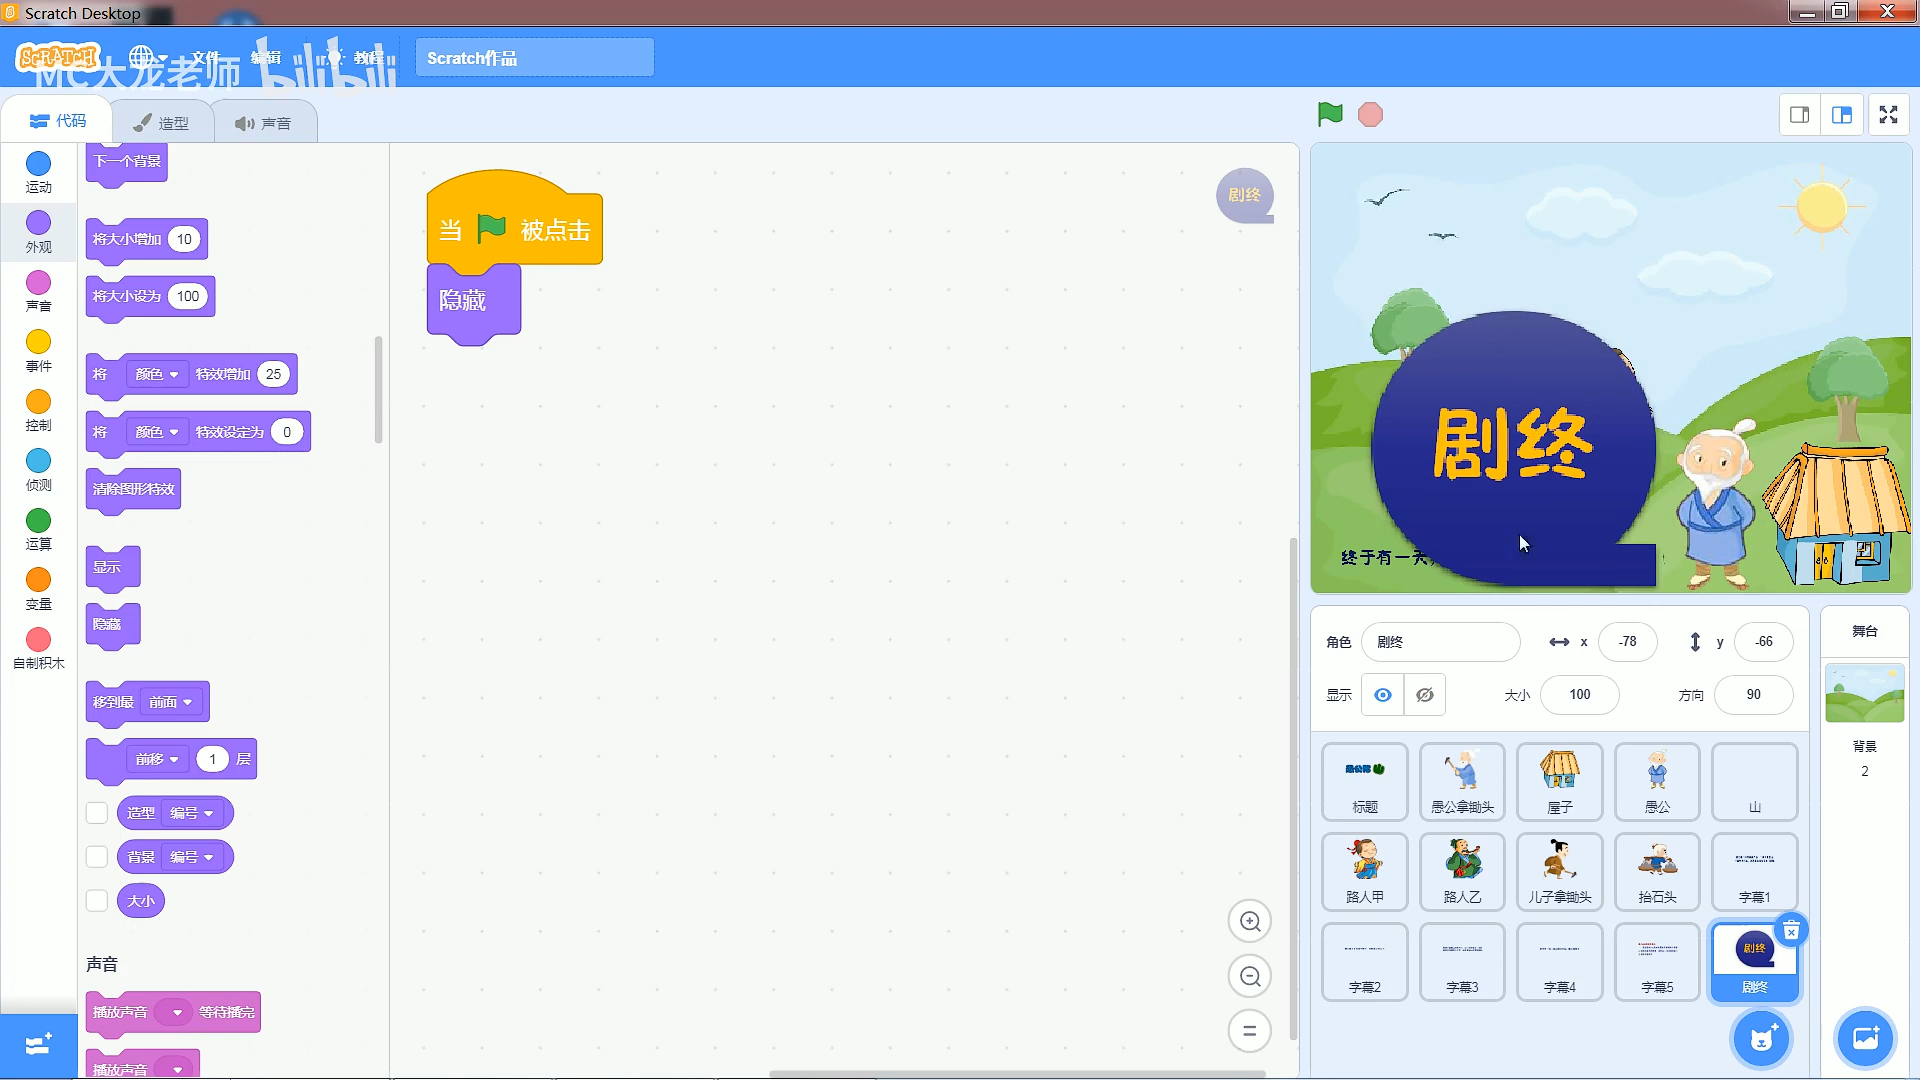 Scratch Desktop
SCRATCH
文件
编辑
教程
Scratch作品
MC大龙老师
bilibili
代码
造型
声音
运动
外观
声音
事件
控制
侦测
运算
变量
自制积木
下一个背景
将大小增加 10
将大小设为 100
将 颜色 特效增加 25
将 颜色 特效设定为 0
清除图形特效
显示
隐藏
移到最 前面
前移 1 层
造型 编号
背景 编号
大小
声音
播放声音 等待播完
播放声音
当 被点击
隐藏
剧终
剧终
终于有一天,
角色 剧终 x -78 y -66
显示 大小 100 方向 90
标题
愚公拿锄头
屋子
愚公
山
路人甲
路人乙
儿子拿锄头
抬石头
字幕1
字幕2
字幕3
字幕4
字幕5
剧终
剧终
舞台
背景
2